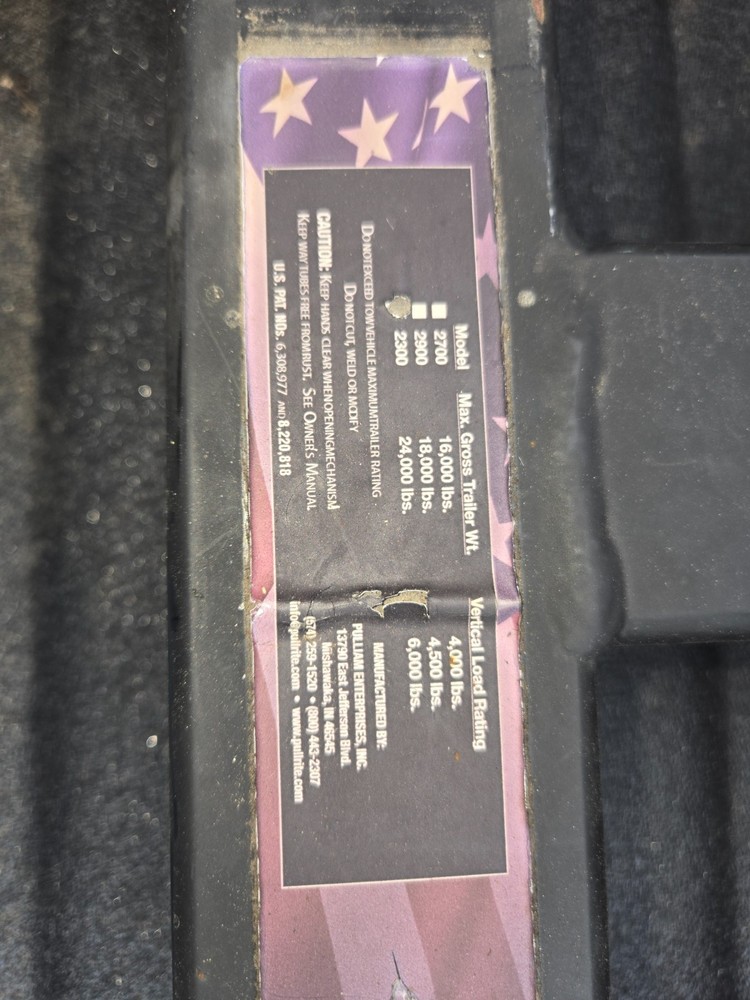 Model Max. Gross Trailer Wt. Vertical Load Rating
2700 16,000 lbs. 4,000 lbs.
2900 18,000 lbs. 4,500 lbs.
2300 24,000 lbs. 6,000 lbs.
DO NOT EXCEED TOW VEHICLE MAXIMUM TRAILER RATING
DO NOT CUT, WELD OR MODIFY
CAUTION: KEEP HANDS CLEAR WHEN OPENING MECHANISM
KEEP WAY TUBES FREE FROM RUST. SEE OWNER'S MANUAL
U.S. PAT. NOs. 6,308,977 AND 8,220,818
MANUFACTURED BY:
PULLIAM ENTERPRISES, INC.
13790 East Jefferson Blvd.
Mishawaka, IN 46545
(574) 259-1520 • (800) 443-2307
info@pullrite.com • www.pullrite.com